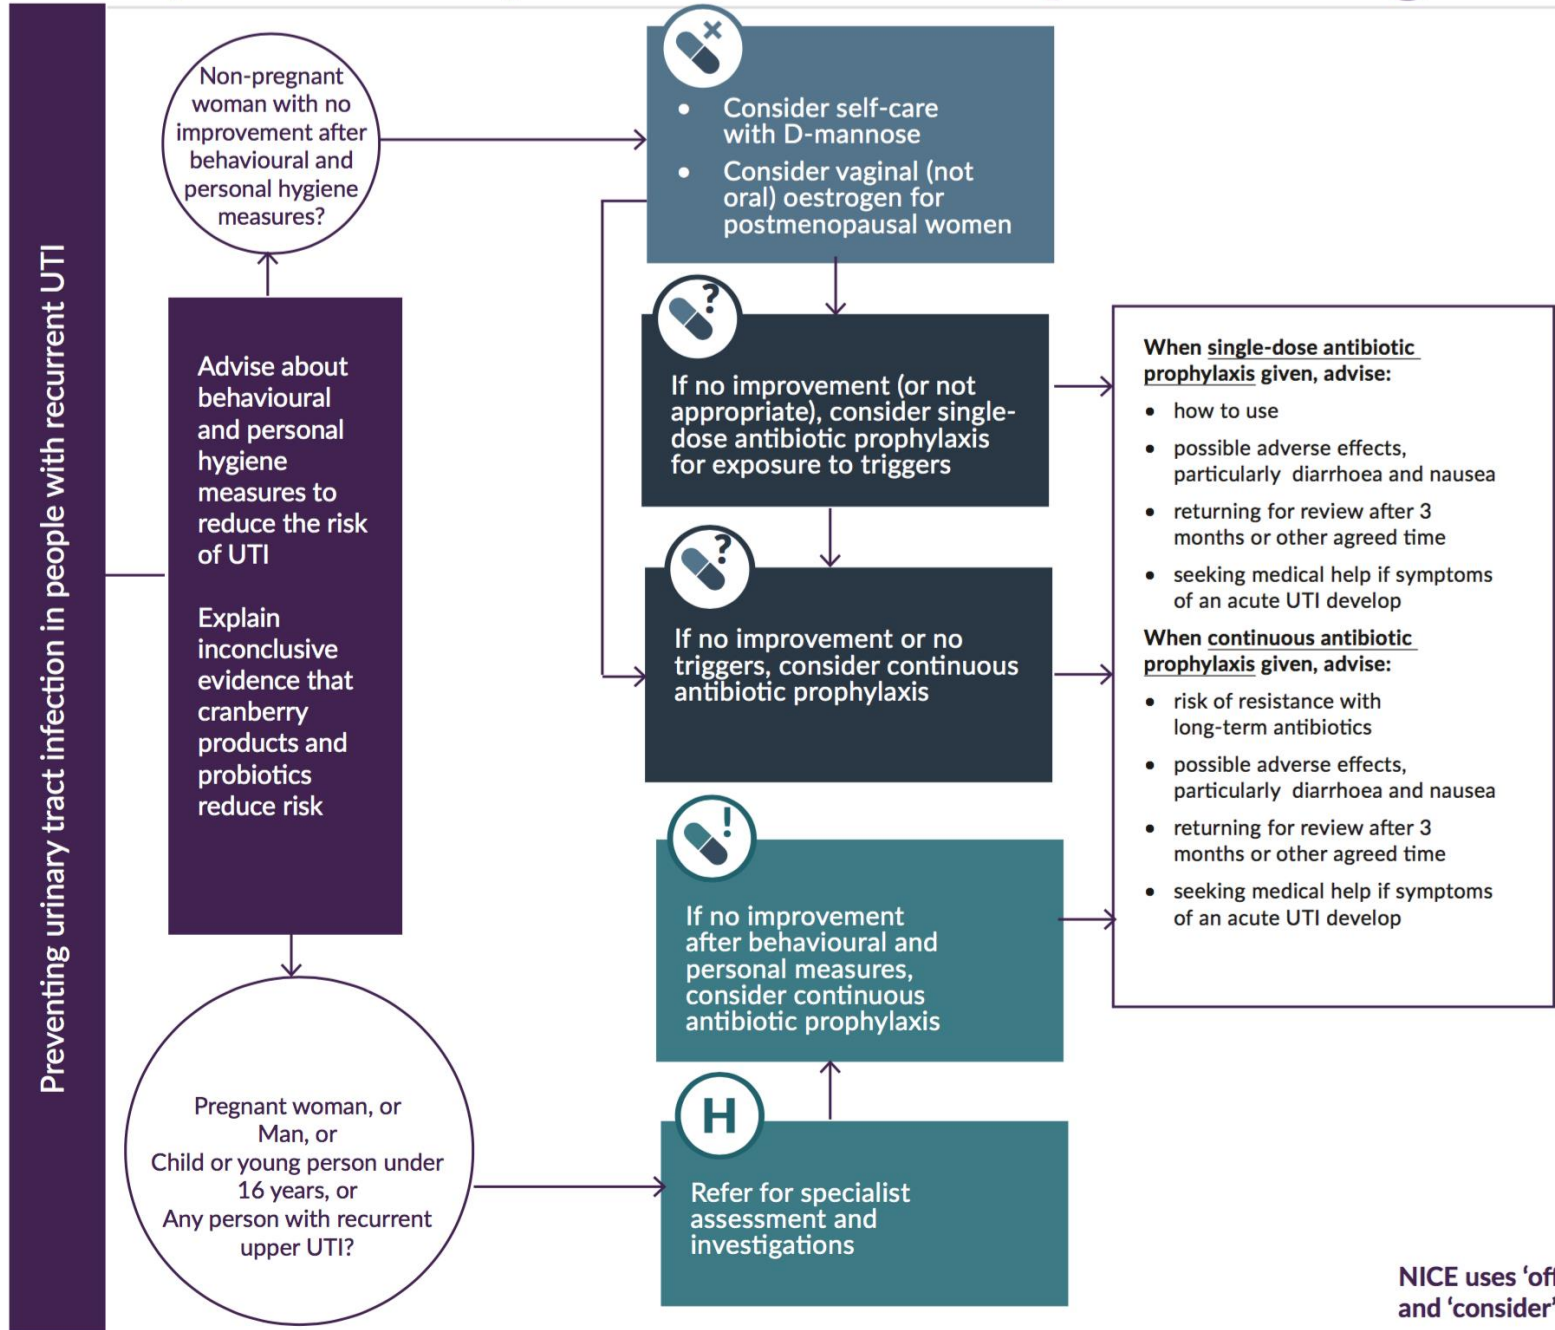 Preventing urinary tract infection in people with recurrent UTI
Non-pregnant
woman with no
improvement after
behavioural and
personal hygiene
measures?
Advise about
behavioural
and personal
hygiene
measures to
reduce the risk
of UTI
Explain
inconclusive
evidence that
cranberry
products and
probiotics
reduce risk
Pregnant woman, or
Man, or
Child or young person under
16 years, or
Any person with recurrent
upper UTI?
• Consider self-care
with D-mannose
• Consider vaginal (not
oral) oestrogen for
postmenopausal women
?
If no improvement (or not
appropriate), consider single-
dose antibiotic prophylaxis
for exposure to triggers
?
If no improvement or no
triggers, consider continuous
antibiotic prophylaxis
!
If no improvement
after behavioural and
personal measures,
consider continuous
antibiotic prophylaxis
H
Refer for specialist
assessment and
investigations
When single-dose antibiotic
prophylaxis given, advise:
• how to use
• possible adverse effects,
particularly diarrhoea and nausea
• returning for review after 3
months or other agreed time
• seeking medical help if symptoms
of an acute UTI develop
When continuous antibiotic
prophylaxis given, advise:
• risk of resistance with
long-term antibiotics
• possible adverse effects,
particularly diarrhoea and nausea
• returning for review after 3
months or other agreed time
• seeking medical help if symptoms
of an acute UTI develop
NICE uses ‘off
and ‘consider’